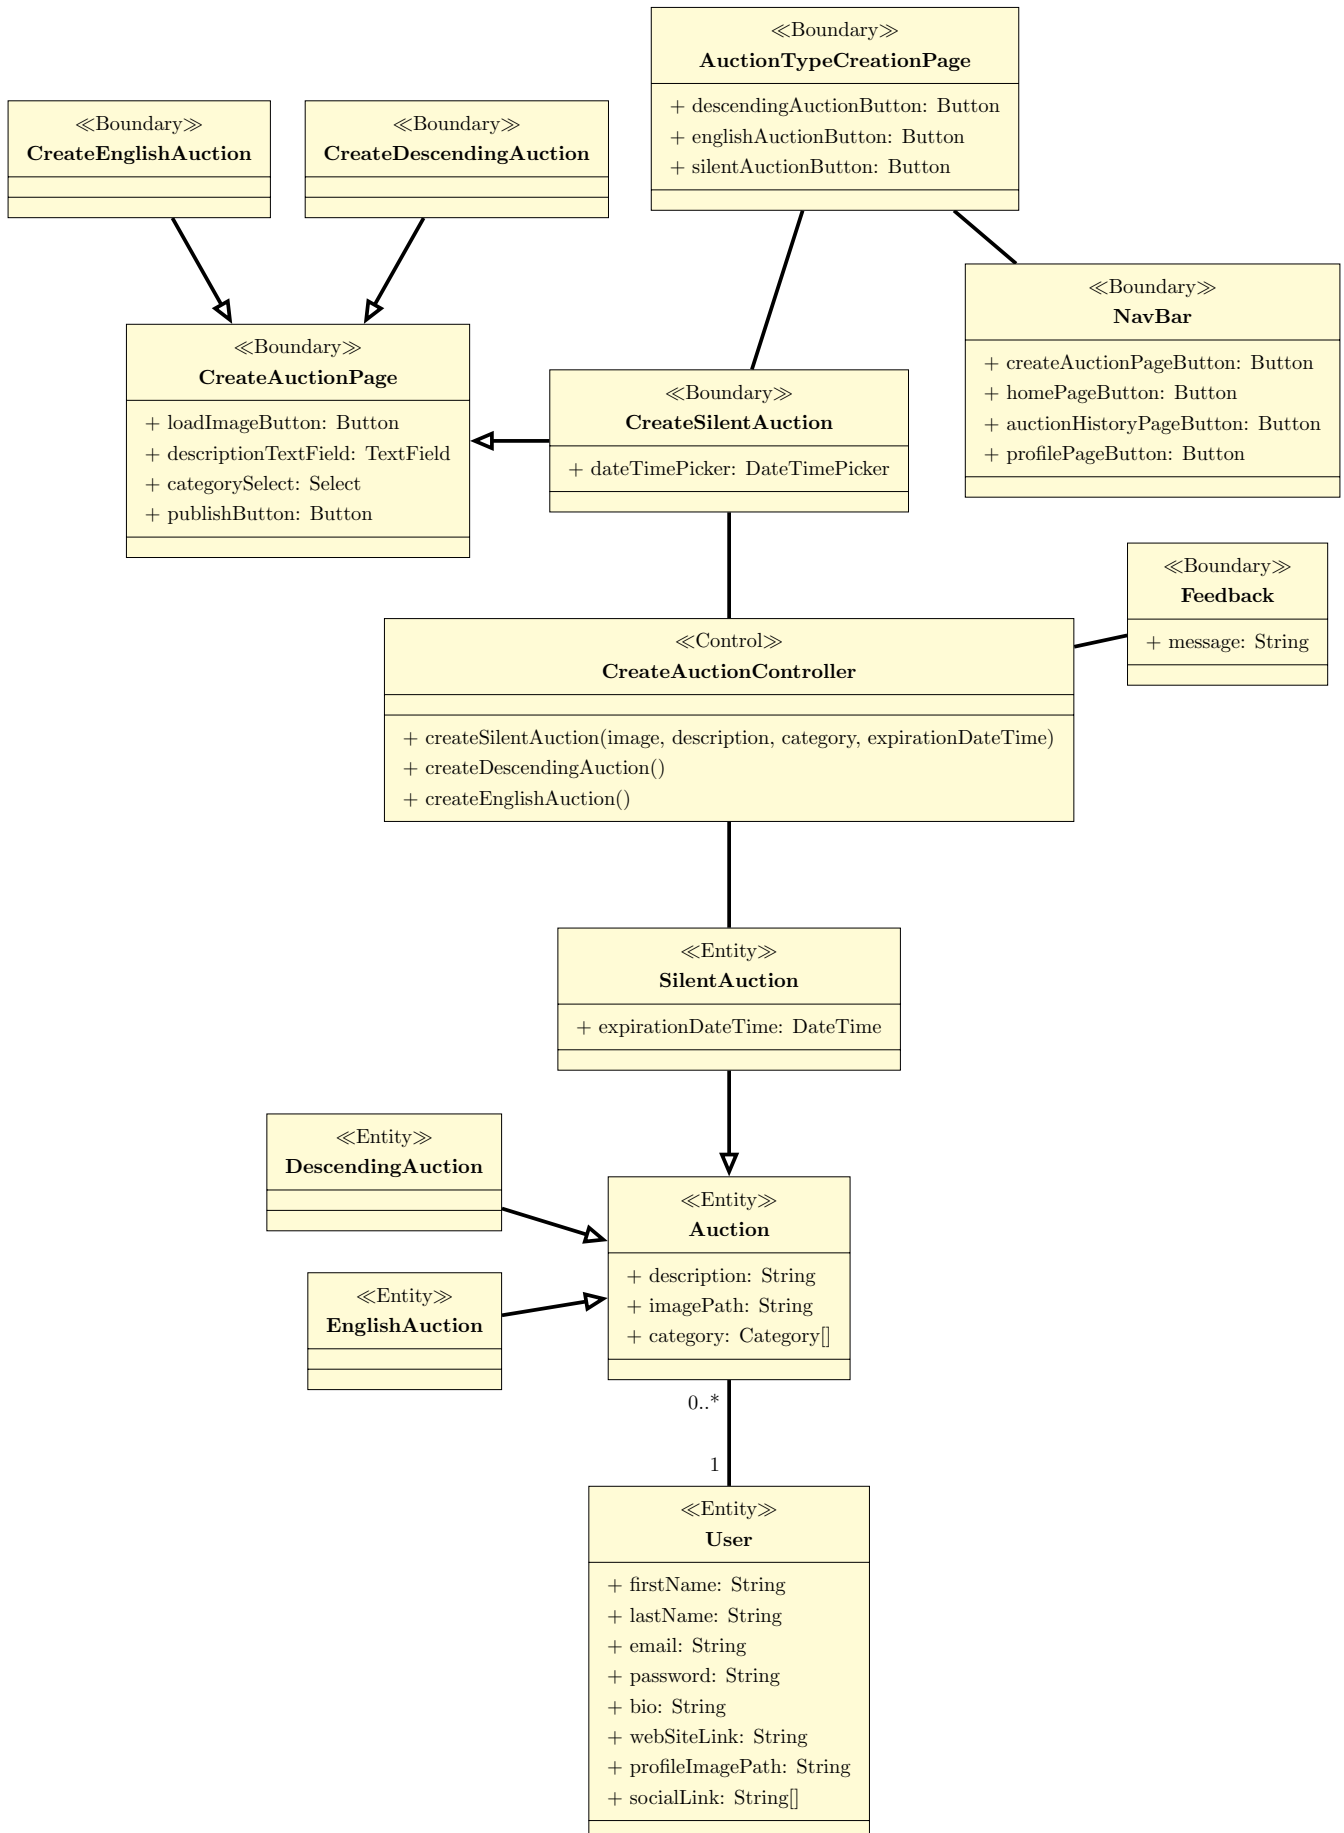 ≪Boundary≫
AuctionTypeCreationPage
+ descendingAuctionButton: Button
+ englishAuctionButton: Button
+ silentAuctionButton: Button
≪Boundary≫
CreateEnglishAuction
≪Boundary≫
CreateDescendingAuction
≪Boundary≫
NavBar
+ createAuctionPageButton: Button
+ homePageButton: Button
+ auctionHistoryPageButton: Button
+ profilePageButton: Button
≪Boundary≫
CreateAuctionPage
+ loadImageButton: Button
+ descriptionTextField: TextField
+ categorySelect: Select
+ publishButton: Button
≪Boundary≫
CreateSilentAuction
+ dateTimePicker: DateTimePicker
≪Boundary≫
Feedback
+ message: String
≪Control≫
CreateAuctionController
+ createSilentAuction(image, description, category, expirationDateTime)
+ createDescendingAuction()
+ createEnglishAuction()
≪Entity≫
SilentAuction
+ expirationDateTime: DateTime
≪Entity≫
DescendingAuction
≪Entity≫
Auction
+ description: String
+ imagePath: String
+ category: Category[]
≪Entity≫
EnglishAuction
0..*
1
≪Entity≫
User
+ firstName: String
+ lastName: String
+ email: String
+ password: String
+ bio: String
+ webSiteLink: String
+ profileImagePath: String
+ socialLink: String[]